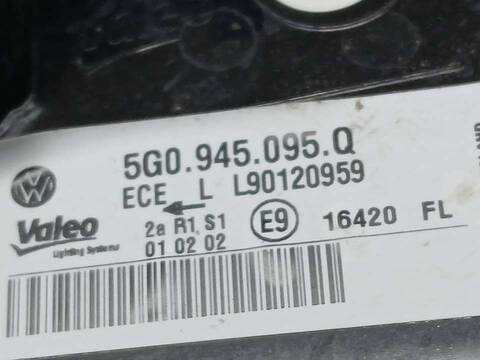 5G0.945.095.Q
ECE L L90120959
Valeo
Lighting Systems
2a R1, S1
01 02 02
E9
16420 FL